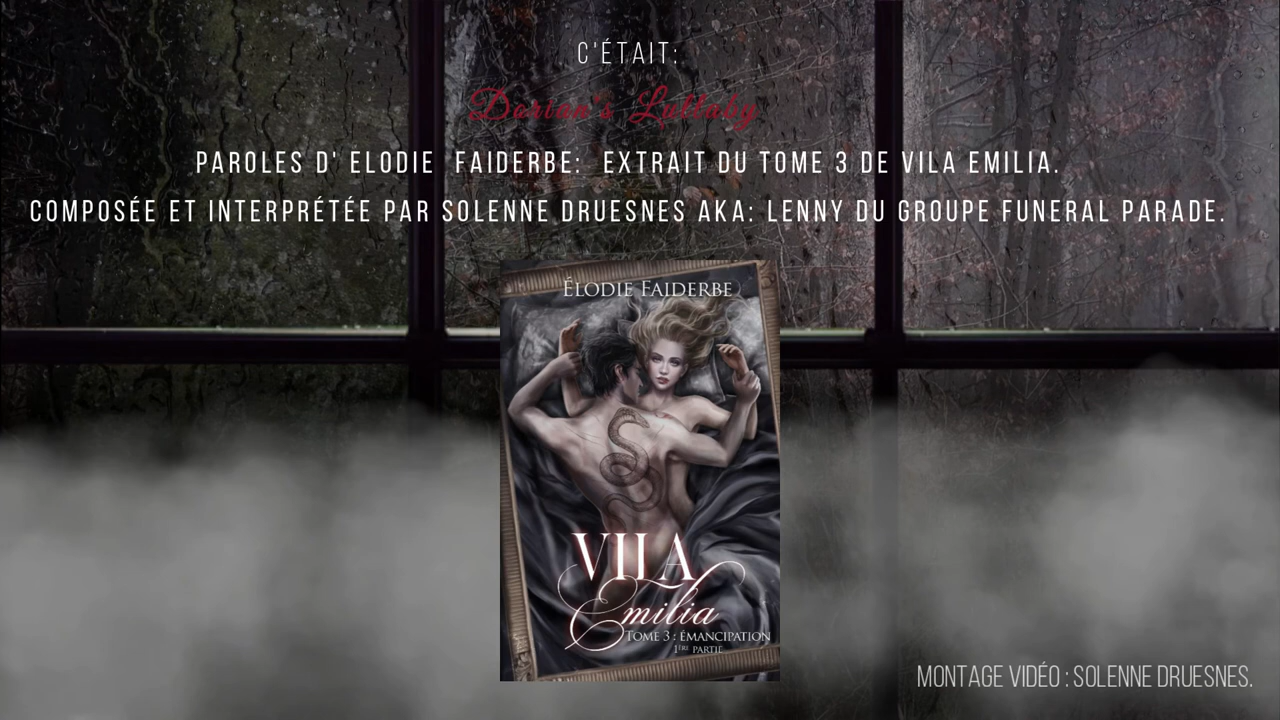 C'ÉTAIT:
Dorian's Lullaby
PAROLES D' ELODIE FAIDERBE: EXTRAIT DU TOME 3 DE VILA EMILIA.
COMPOSÉE ET INTERPRÉTÉE PAR SOLENNE DRUESNES AKA: LENNY DU GROUPE FUNERAL PARADE.
ÉLODIE FAIDERBE
VILA
Emilia
TOME 3 : ÉMANCIPATION
1ÈRE PARTIE
MONTAGE VIDÉO : SOLENNE DRUESNES.